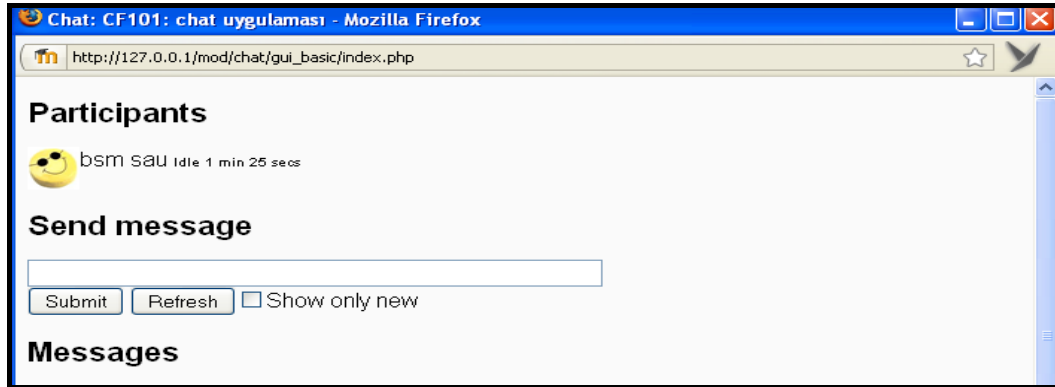 Chat: CF101: chat uygulaması - Mozilla Firefox
http://127.0.0.1/mod/chat/gui_basic/index.php
Participants
bsm sau Idle 1 min 25 secs
Send message
Submit Refresh Show only new
Messages